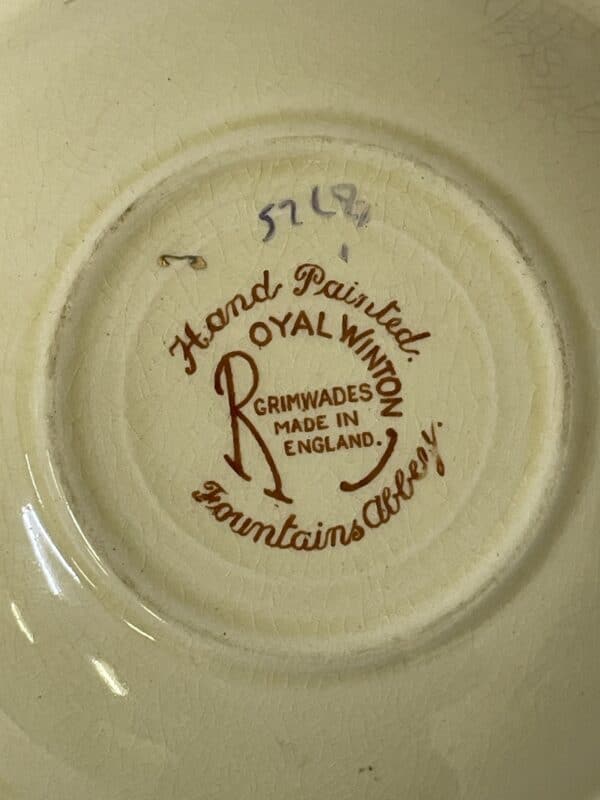 Hand Painted.
ROYAL WINTON
GRIMWADES
MADE IN
ENGLAND.
Fountains Abbey.